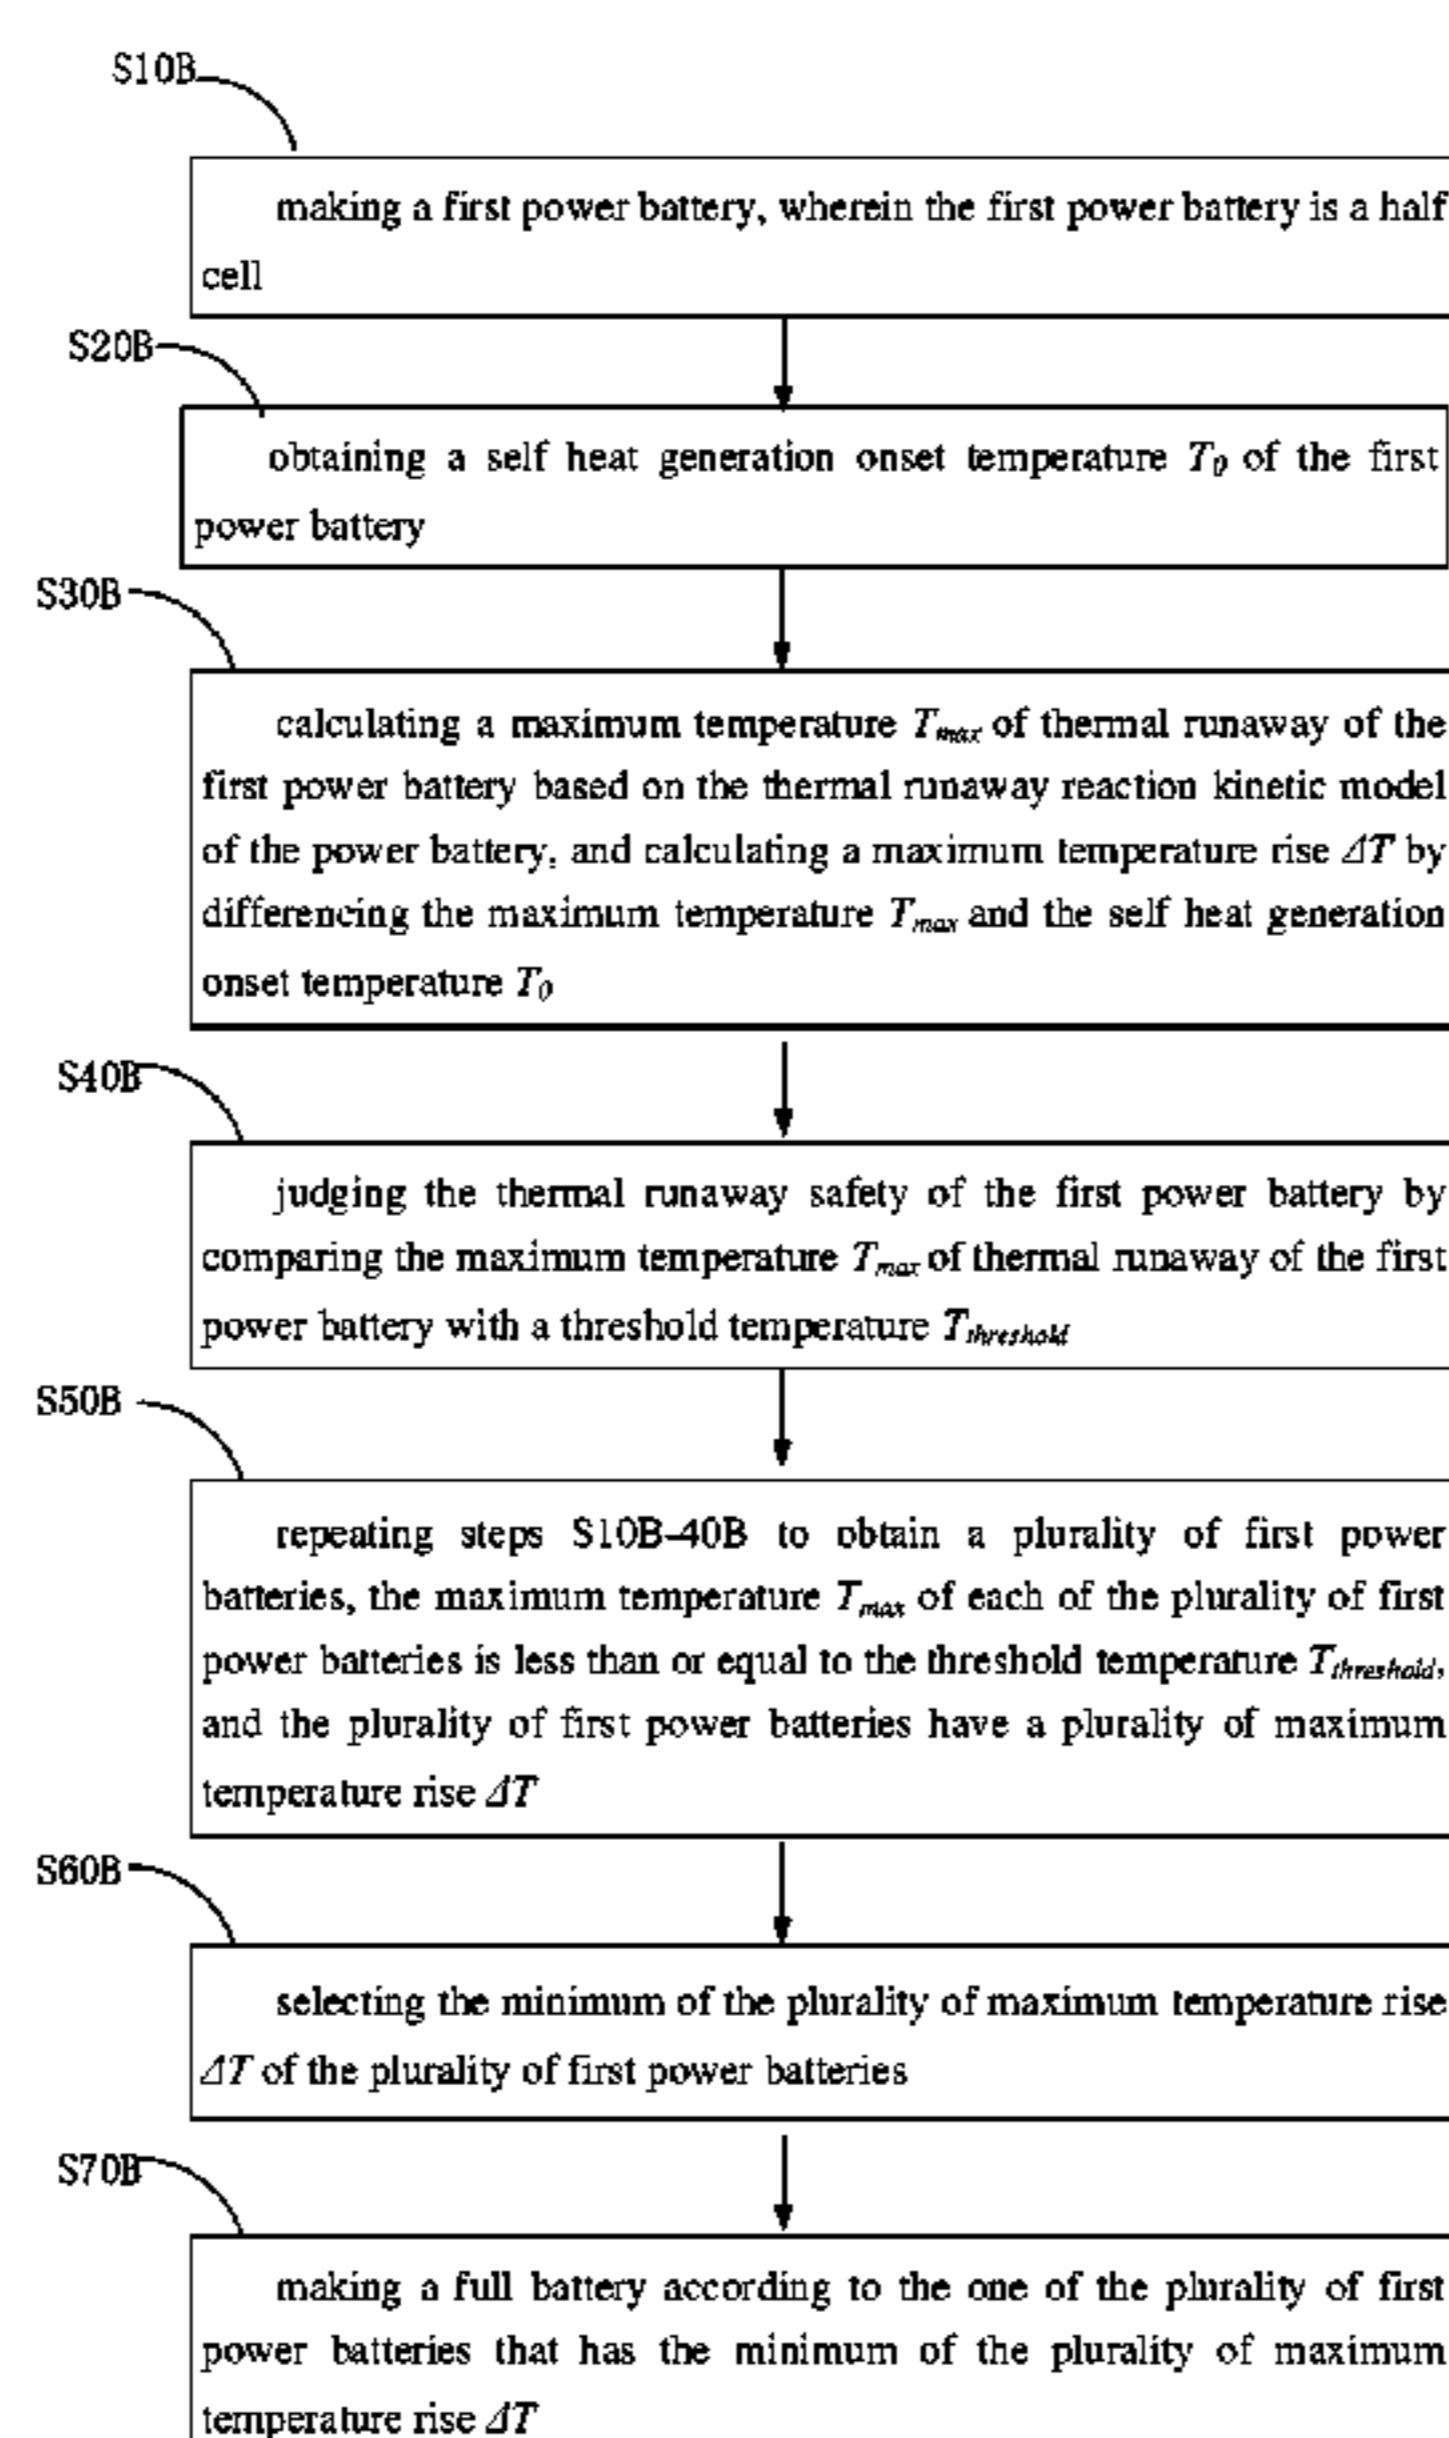 S10B
making a first power battery, wherein the first power battery is a half
cell
S20B
obtaining a self heat generation onset temperature T0 of the first
power battery
S30B
calculating a maximum temperature Tmax of thermal runaway of the
first power battery based on the thermal runaway reaction kinetic model
of the power battery, and calculating a maximum temperature rise ΔT by
differencing the maximum temperature Tmax and the self heat generation
onset temperature T0
S40B
judging the thermal runaway safety of the first power battery by
comparing the maximum temperature Tmax of thermal runaway of the first
power battery with a threshold temperature Tthreshold
S50B
repeating steps S10B-40B to obtain a plurality of first power
batteries, the maximum temperature Tmax of each of the plurality of first
power batteries is less than or equal to the threshold temperature Tthreshold,
and the plurality of first power batteries have a plurality of maximum
temperature rise ΔT
S60B
selecting the minimum of the plurality of maximum temperature rise
ΔT of the plurality of first power batteries
S70B
making a full battery according to the one of the plurality of first
power batteries that has the minimum of the plurality of maximum
temperature rise ΔT